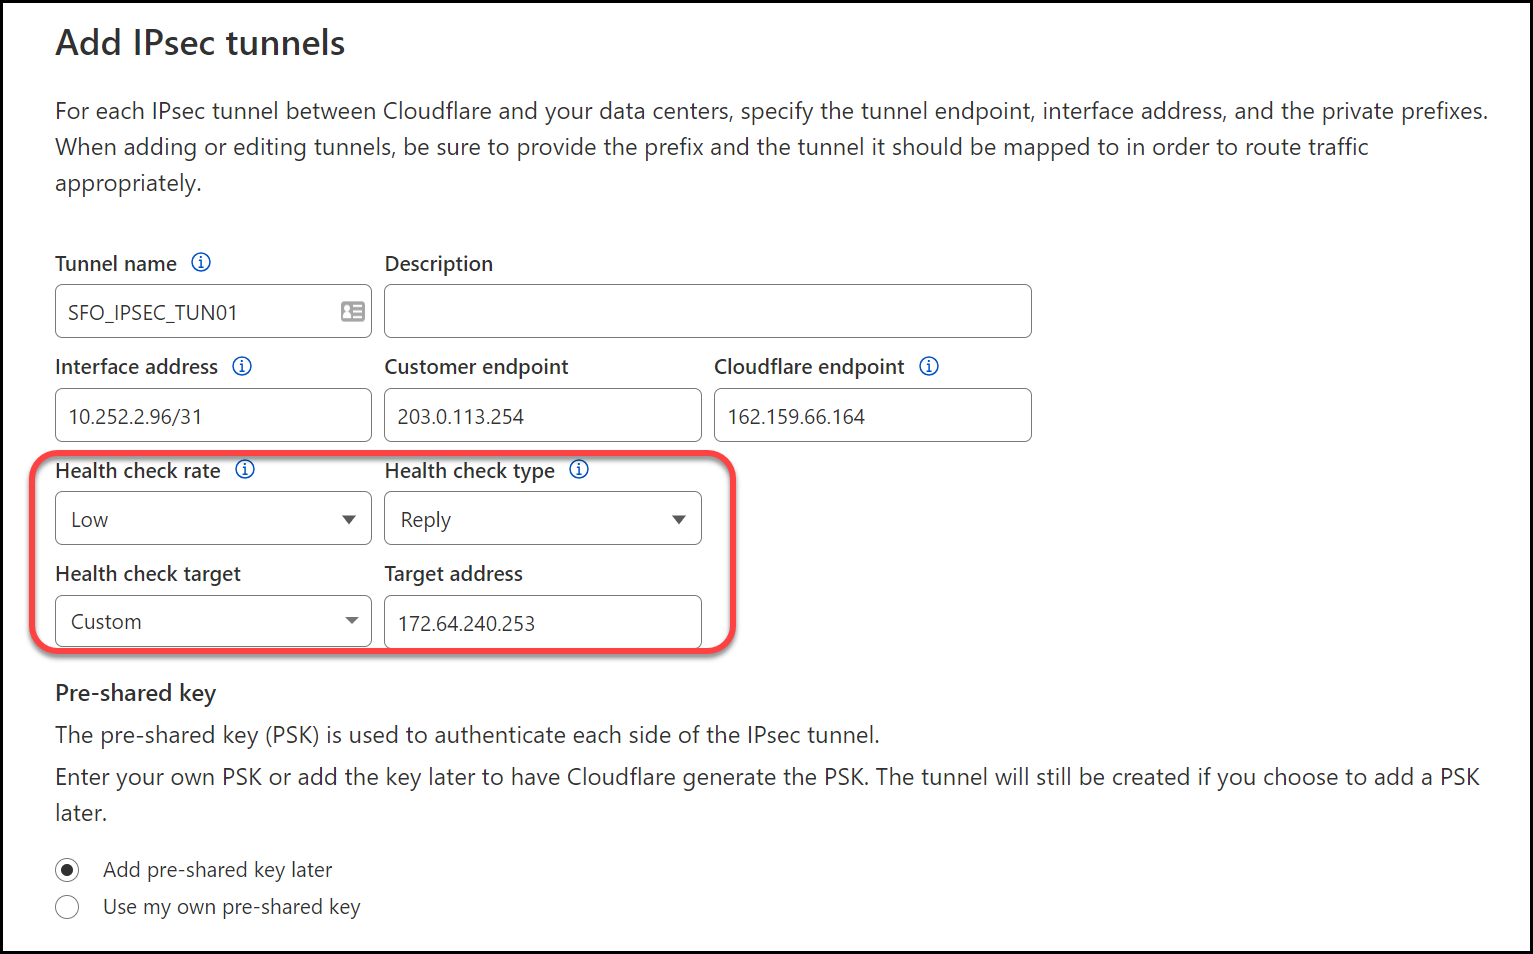 Add IPsec tunnels
For each IPsec tunnel between Cloudflare and your data centers, specify the tunnel endpoint, interface address, and the private prefixes.
When adding or editing tunnels, be sure to provide the prefix and the tunnel it should be mapped to in order to route traffic
appropriately.
Tunnel name Description
SFO_IPSEC_TUN01
Interface address Customer endpoint Cloudflare endpoint
10.252.2.96/31 203.0.113.254 162.159.66.164
Health check rate Health check type
Low Reply
Health check target Target address
Custom 172.64.240.253
Pre-shared key
The pre-shared key (PSK) is used to authenticate each side of the IPsec tunnel.
Enter your own PSK or add the key later to have Cloudflare generate the PSK. The tunnel will still be created if you choose to add a PSK
later.
Add pre-shared key later
Use my own pre-shared key